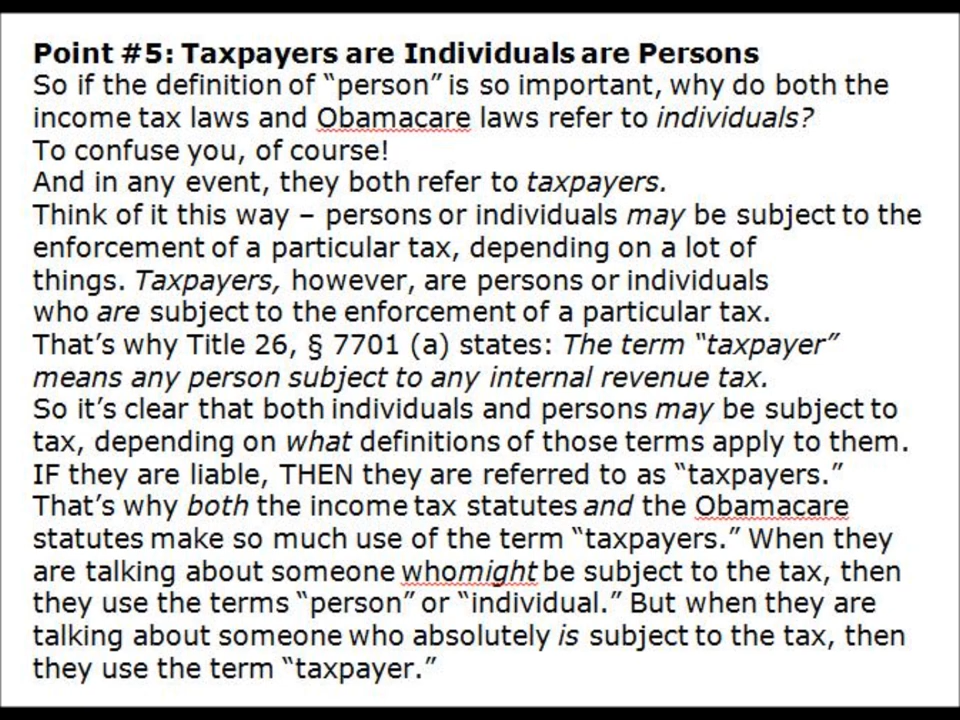 Point #5: Taxpayers are Individuals are Persons
So if the definition of “person” is so important, why do both the
income tax laws and Obamacare laws refer to individuals?
To confuse you, of course!
And in any event, they both refer to taxpayers.
Think of it this way – persons or individuals may be subject to the
enforcement of a particular tax, depending on a lot of
things. Taxpayers, however, are persons or individuals
who are subject to the enforcement of a particular tax.
That’s why Title 26, § 7701 (a) states: The term “taxpayer”
means any person subject to any internal revenue tax.
So it’s clear that both individuals and persons may be subject to
tax, depending on what definitions of those terms apply to them.
IF they are liable, THEN they are referred to as “taxpayers.”
That’s why both the income tax statutes and the Obamacare
statutes make so much use of the term “taxpayers.” When they
are talking about someone whomight be subject to the tax, then
they use the terms “person” or “individual.” But when they are
talking about someone who absolutely is subject to the tax, then
they use the term “taxpayer.”